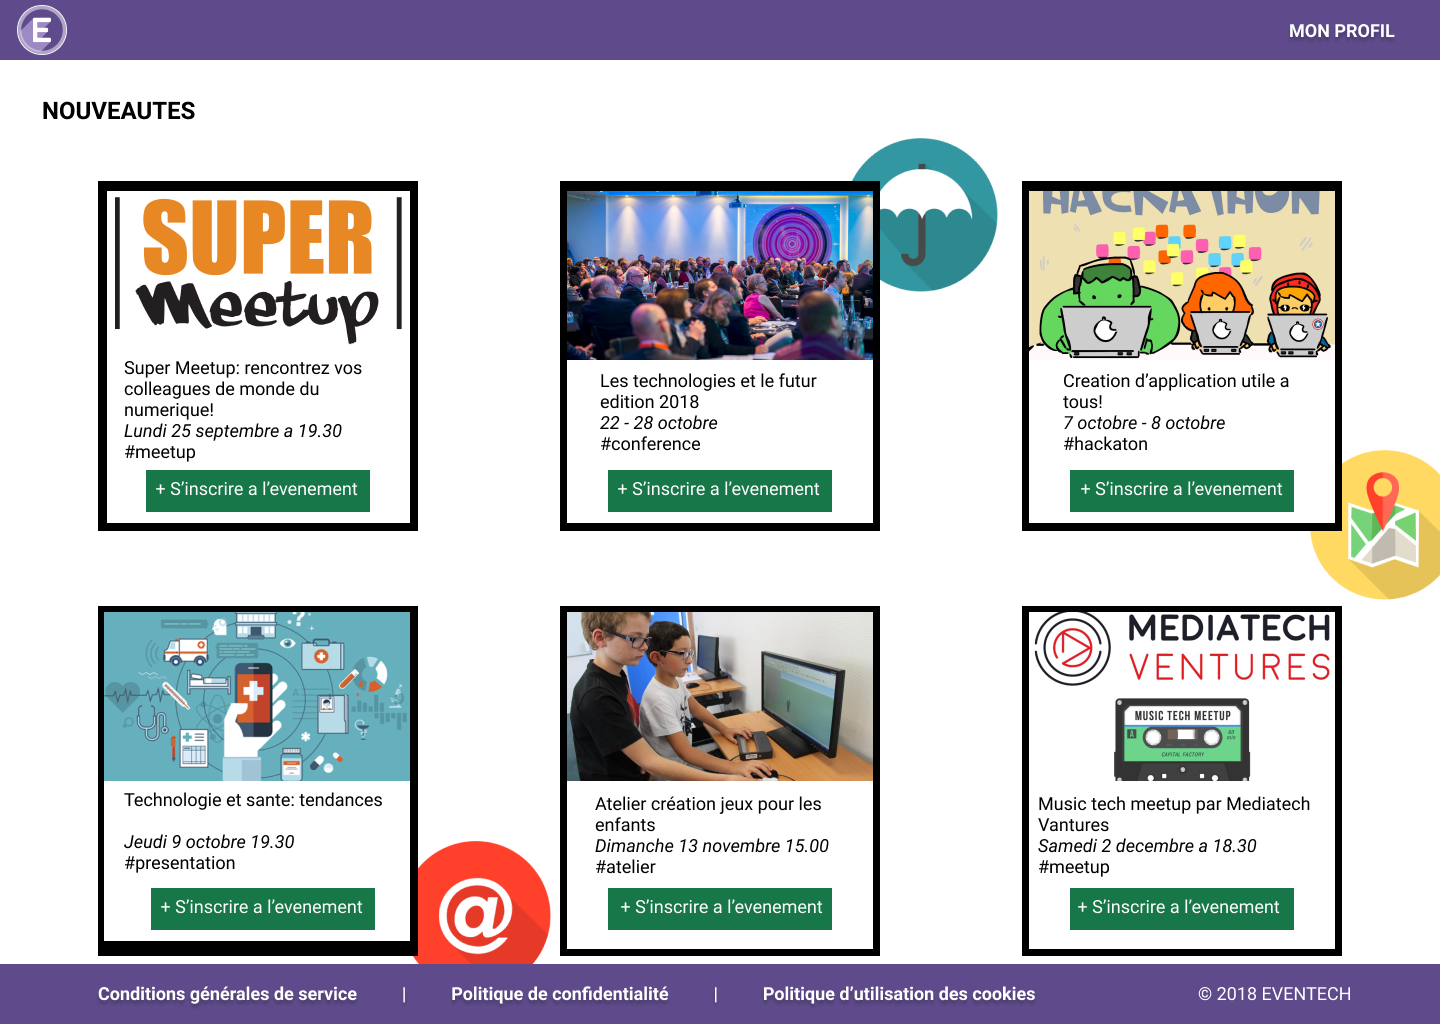 E
MON PROFIL
NOUVEAUTES
SUPER
Meetup
Super Meetup: rencontrez vos
colleagues de monde du
numerique!
Lundi 25 septembre a 19.30
#meetup
+ S’inscrire a l’evenement
Les technologies et le futur
edition 2018
22 - 28 octobre
#conference
+ S’inscrire a l’evenement
HACKATHON
Creation d’application utile a
tous!
7 octobre - 8 octobre
#hackaton
+ S’inscrire a l’evenement
Technologie et sante: tendances
Jeudi 9 octobre 19.30
#presentation
+ S’inscrire a l’evenement
@
Atelier création jeux pour les
enfants
Dimanche 13 novembre 15.00
#atelier
+ S’inscrire a l’evenement
MEDIATECH
VENTURES
MUSIC TECH MEETUP
A
CAPITAL FACTORY
Music tech meetup par Mediatech
Vantures
Samedi 2 decembre a 18.30
#meetup
+ S’inscrire a l’evenement
Conditions générales de service | Politique de confidentialité | Politique d’utilisation des cookies © 2018 EVENTECH